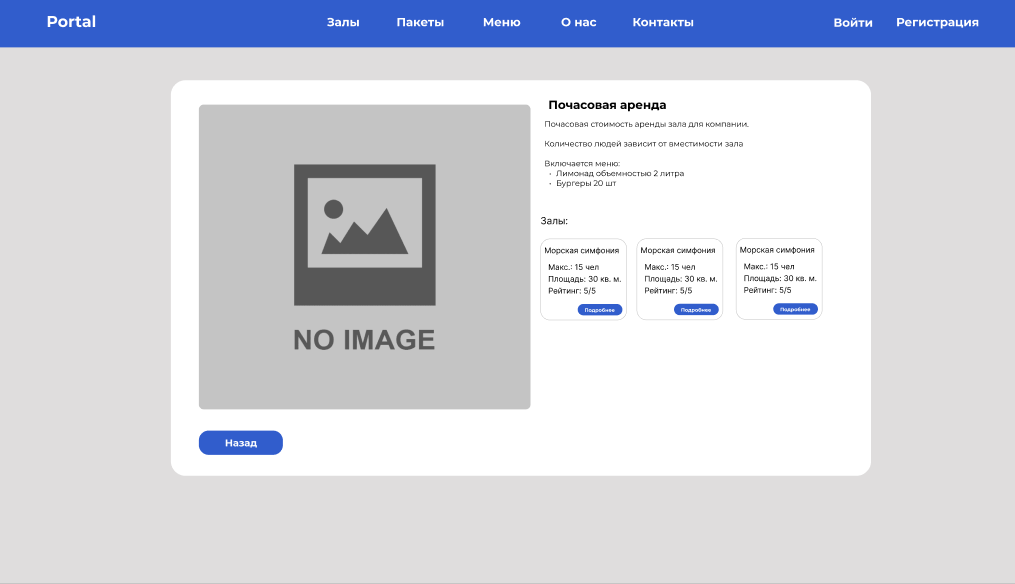 Portal
Залы
Пакеты
Меню
О нас
Контакты
Войти
Регистрация
NO IMAGE
Почасовая аренда
Почасовая стоимость аренды зала для компании.
Количество людей зависит от вместимости зала
Включается меню:
• Лимонад объемностью 2 литра
• Бургеры 20 шт
Залы:
Морская симфония
Макс.: 15 чел
Площадь: 30 кв. м.
Рейтинг: 5/5
Подробнее
Морская симфония
Макс.: 15 чел
Площадь: 30 кв. м.
Рейтинг: 5/5
Подробнее
Морская симфония
Макс.: 15 чел
Площадь: 30 кв. м.
Рейтинг: 5/5
Подробнее
Назад